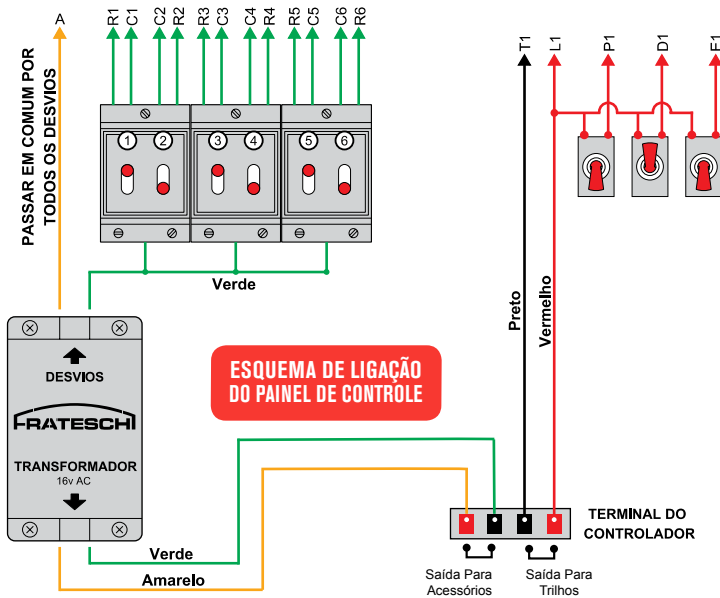 A
R1
C1
C2
R2
R3
C3
C4
R4
R5
C5
C6
R6
T1
L1
P1
D1
F1
PASSAR EM COMUM POR
TODOS OS DESVIOS
1
2
3
4
5
6
Verde
Preto
Vermelho
DESVIOS
FRATESCHI
TRANSFORMADOR
16v AC
ESQUEMA DE LIGAÇÃO
DO PAINEL DE CONTROLE
Verde
Amarelo
TERMINAL DO
CONTROLADOR
Saída Para
Acessórios
Saída Para
Trilhos